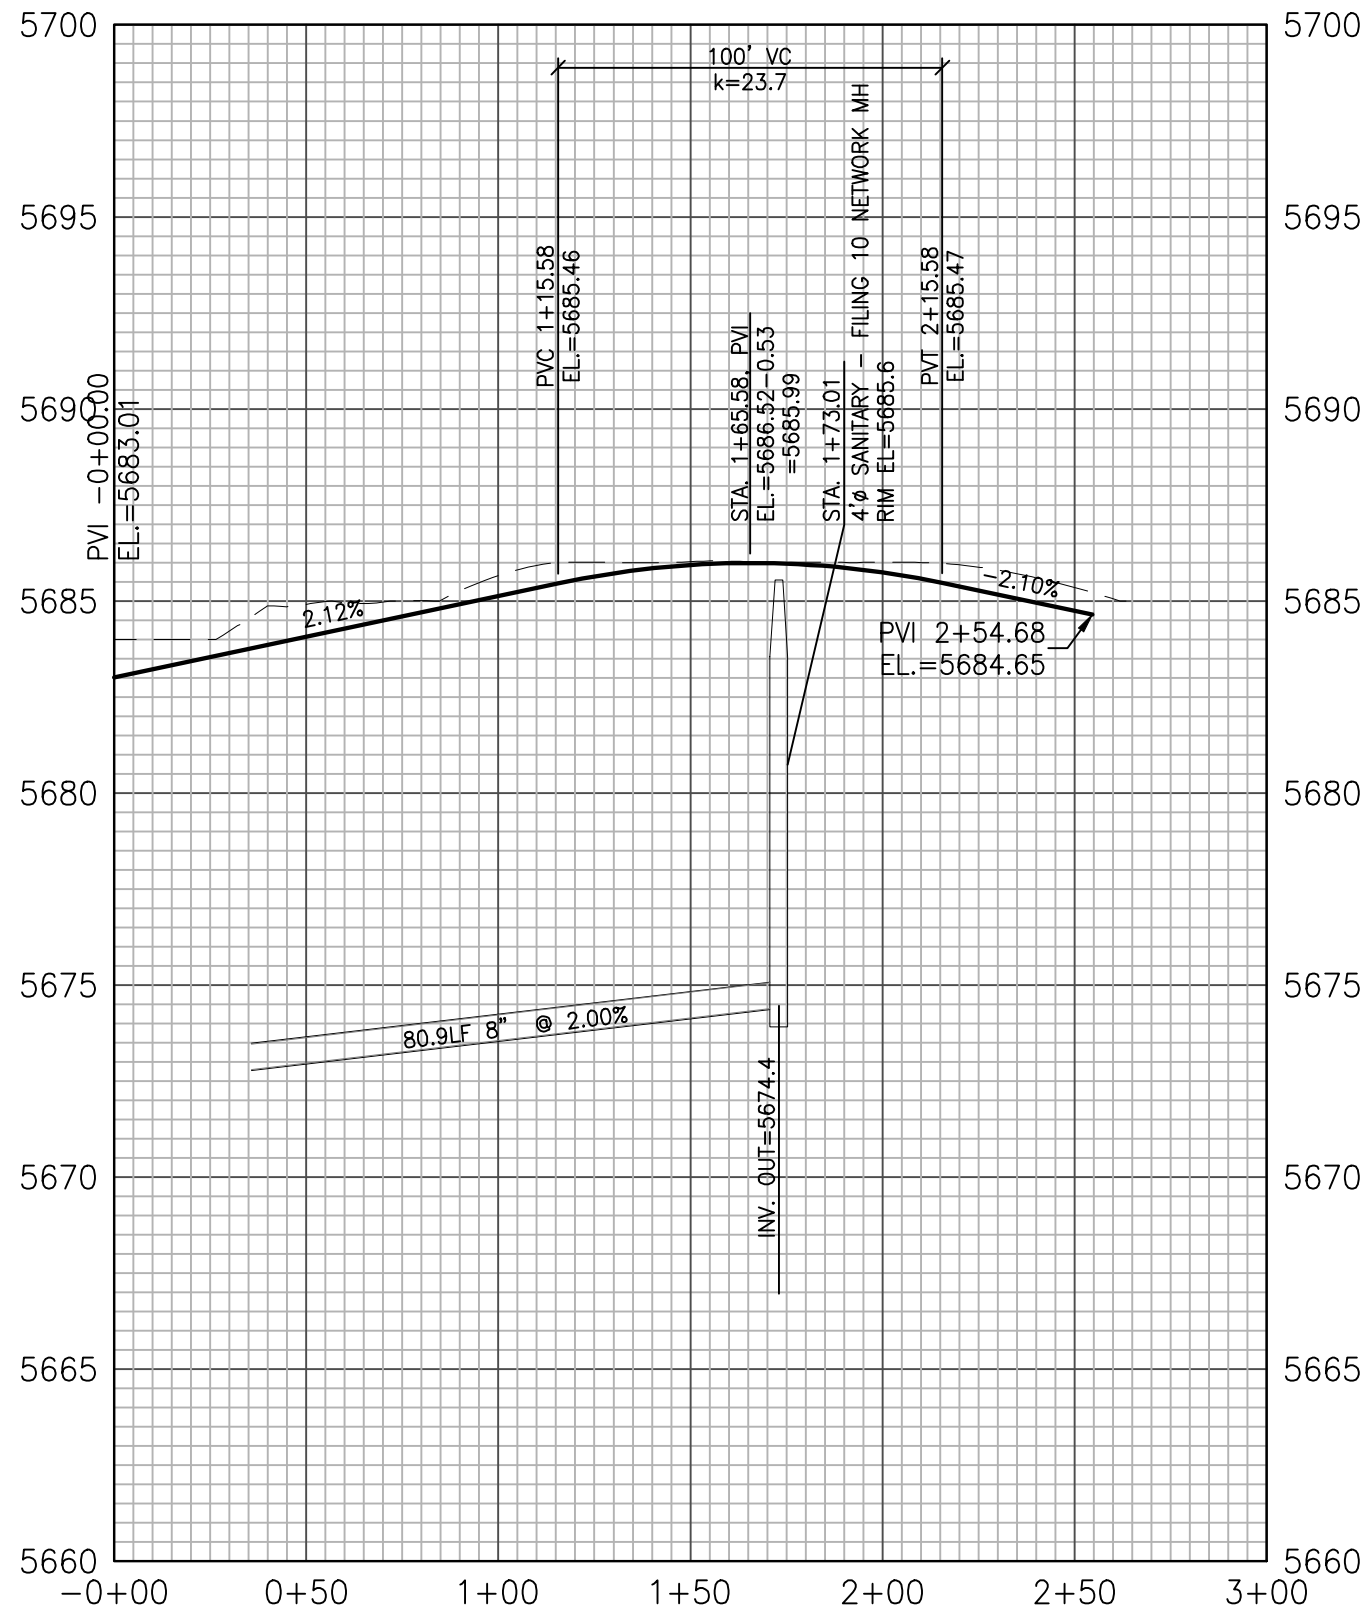 5700
5700
100' VC
k=23.7
5695
5695
PVC 1+15.58
EL.=5685.46
STA. 1+65.58, PVI
EL.=5686.52-0.53
=5685.99
STA. 1+73.01
4'ø SANITARY - FILING 10 NETWORK MH
RIM EL=5685.6
PVT 2+15.58
EL.=5685.47
PVI -0+00.00
EL.=5683.01
5690
5690
2.12%
-2.10%
5685
5685
PVI 2+54.68
EL.=5684.65
5680
5680
5675
5675
80.9LF 8" @ 2.00%
INV. OUT=5674.4
5670
5670
5665
5665
5660
5660
-0+00 0+50 1+00 1+50 2+00 2+50 3+00